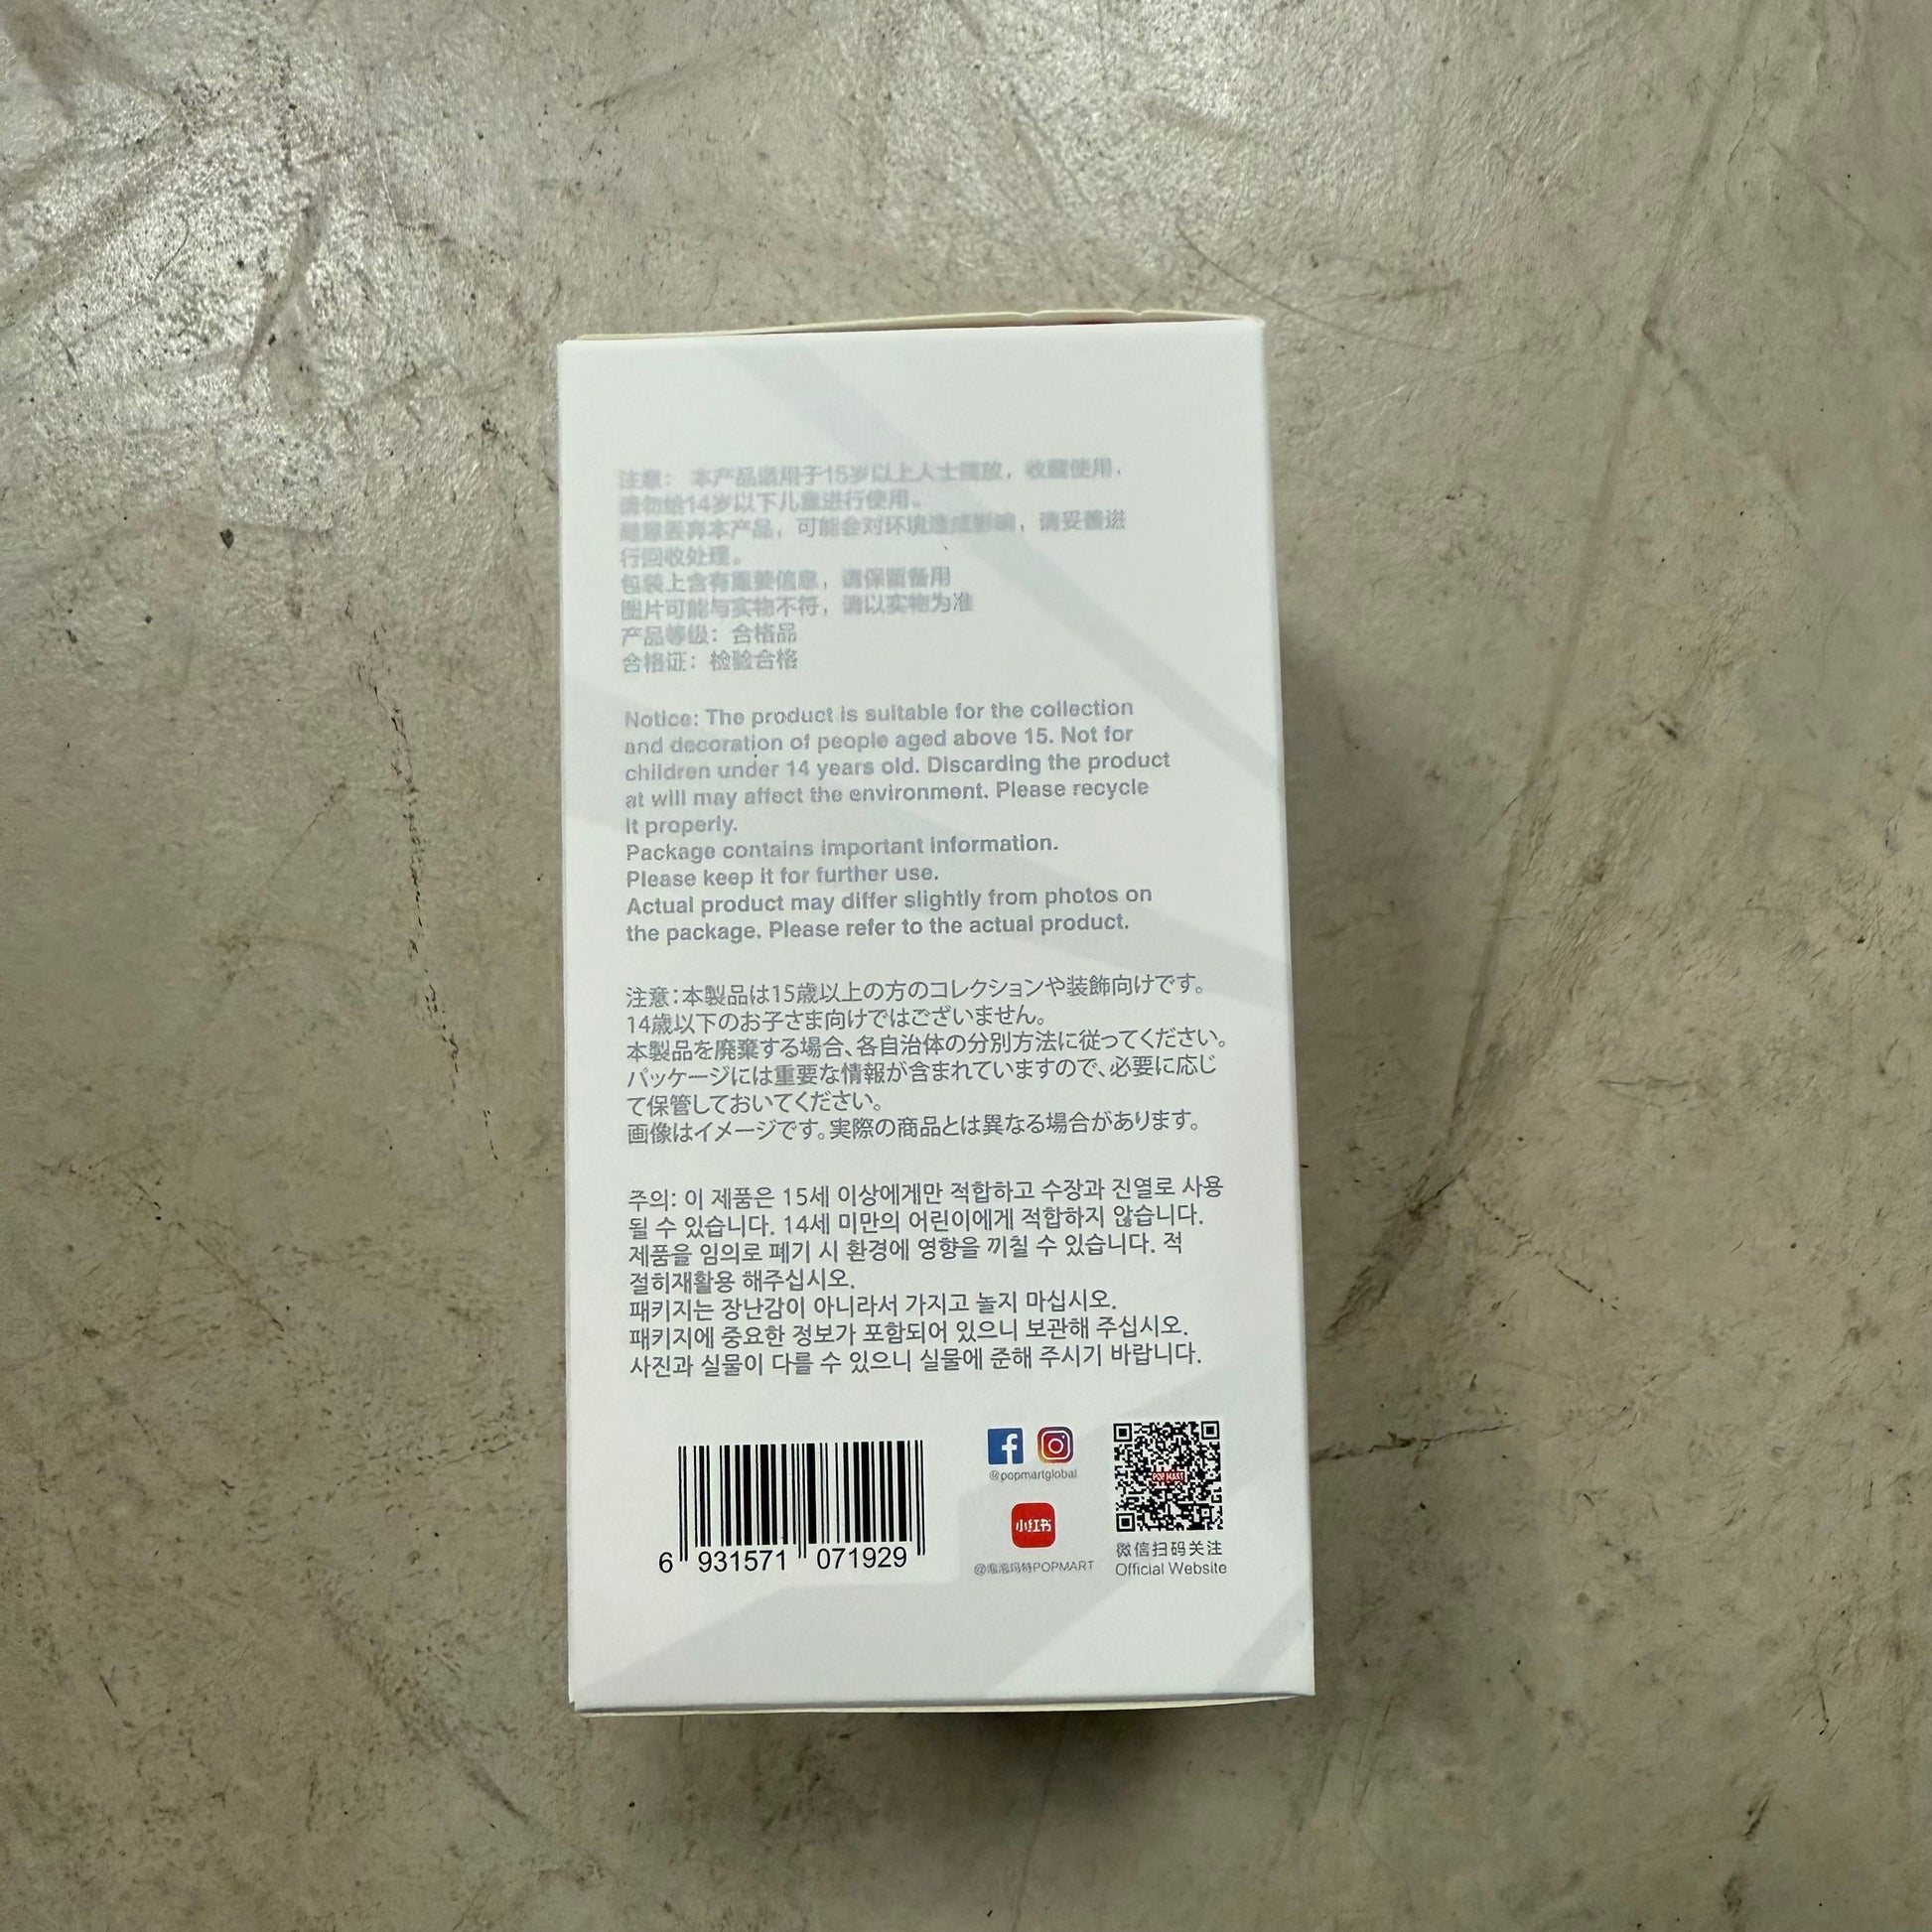 注意： 本产品适用于15岁以上人士摆放，收藏使用，
请勿给14岁以下儿童进行使用。
随意丢弃本产品，可能会对环境造成影响，请妥善进
行回收处理。
包装上含有重要信息，请保留备用
图片可能与实物不符，请以实物为准
产品等级：合格品
合格证：检验合格
Notice: The product is suitable for the collection
and decoration of people aged above 15. Not for
children under 14 years old. Discarding the product
at will may affect the environment. Please recycle
it properly.
Package contains important information.
Please keep it for further use.
Actual product may differ slightly from photos on
the package. Please refer to the actual product.
注意：本製品は15歳以上の方のコレクションや装飾向けです。
14歳以下のお子さま向けではございません。
本製品を廃棄する場合、各自治体の分別方法に従ってください。
パッケージには重要な情報が含まれていますので、必要に応じ
て保管しておいてください。
画像はイメージです。実際の商品とは異なる場合があります。
주의: 이 제품은 15세 이상에게만 적합하고 수장과 진열로 사용
될 수 있습니다. 14세 미만의 어린이에게 적합하지 않습니다.
제품을 임의로 폐기 시 환경에 영향을 끼칠 수 있습니다. 적
절히재활용 해주십시오.
패키지는 장난감이 아니라서 가지고 놀지 마십시오.
패키지에 중요한 정보가 포함되어 있으니 보관해 주십시오.
사진과 실물이 다를 수 있으니 실물에 준해 주시기 바랍니다.
6 931571 071929
@popmartglobal
小红书
@泡泡玛特POPMART
POP MART
微信扫码关注
Official Website